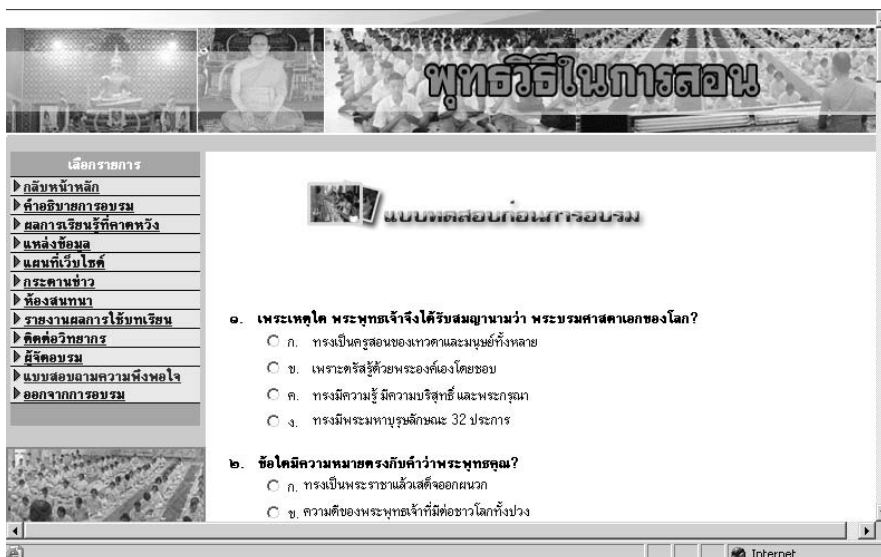 พุทธวิธีในการสอน
เลือกรายการ
กลับหน้าหลัก
คำอธิบายการอบรม
ผลการเรียนรู้ที่คาดหวัง
แหล่งข้อมูล
แผนที่เว็บไซต์
กระดานข่าว
ห้องสนทนา
รายงานผลการใช้บทเรียน
ติดต่อวิทยากร
ผู้จัดอบรม
แบบสอบถามความพึงพอใจ
ออกจากการอบรม
แบบทดสอบก่อนการอบรม
๑. เพระเหตุใด พระพุทธเจ้าจึงได้รับสมญานามว่า พระบรมศาสดาเอกของโลก?
ก. ทรงเป็นครูสอนของเทวดาและมนุษย์ทั้งหลาย
ข. เพราะตรัสรู้ด้วยพระองค์เองโดยชอบ
ค. ทรงมีความรู้ มีความบริสุทธิ์ และพระกรุณา
ง. ทรงมีพระมหาบุรุษลักษณะ 32 ประการ
๒. ข้อใดมีความหมายตรงกับคำว่าพระพุทธคุณ?
ก. ทรงเป็นพระราชาแล้วเสด็จออกผนวก
ข. ความดีของพระพุทธเจ้าที่มีต่อชาวโลกทั้งปวง
Internet